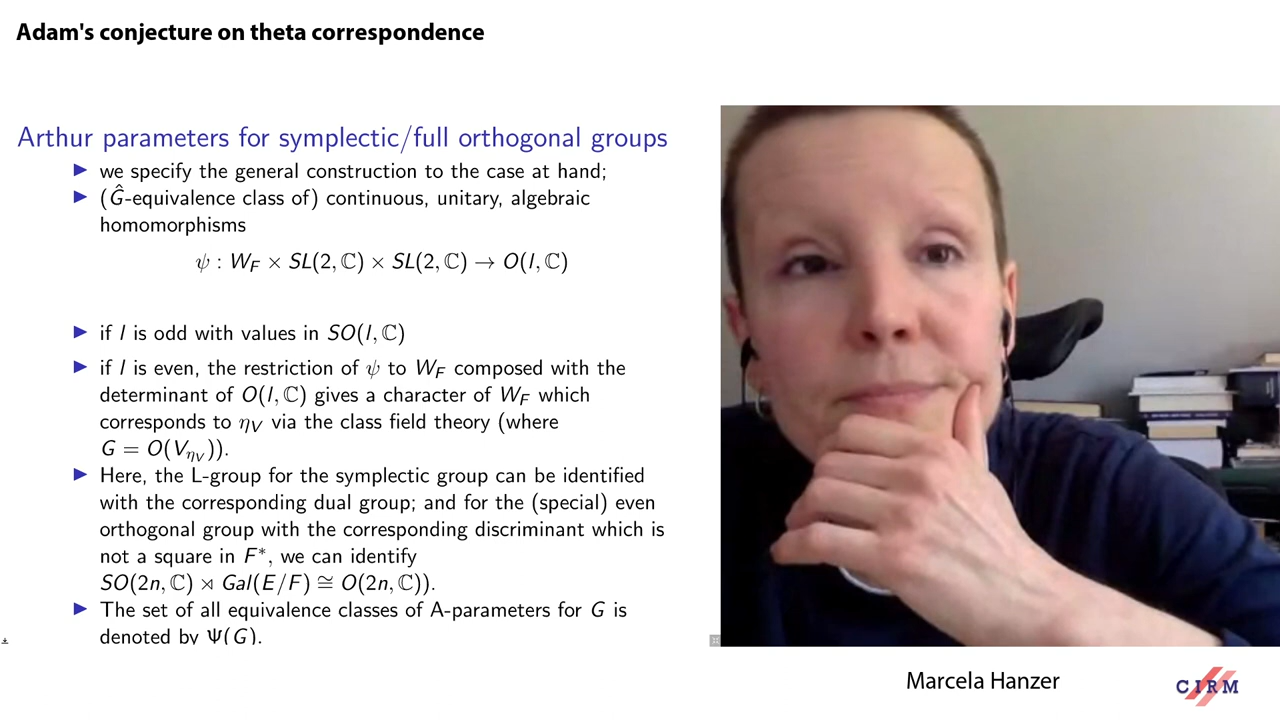 Adam's conjecture on theta correspondence
Arthur parameters for symplectic/full orthogonal groups
▶ we specify the general construction to the case at hand;
▶ (Ĝ-equivalence class of) continuous, unitary, algebraic
homomorphisms
ψ : W_F × SL(2, ℂ) × SL(2, ℂ) → O(l, ℂ)
▶ if l is odd with values in SO(l, ℂ)
▶ if l is even, the restriction of ψ to W_F composed with the
determinant of O(l, ℂ) gives a character of W_F which
corresponds to η_V via the class field theory (where
G = O(V_{η_V})).
▶ Here, the L-group for the symplectic group can be identified
with the corresponding dual group; and for the (special) even
orthogonal group with the corresponding discriminant which is
not a square in F*, we can identify
SO(2n, ℂ) ⋊ Gal(E/F) ≅ O(2n, ℂ)).
▶ The set of all equivalence classes of A-parameters for G is
denoted by Ψ(G).
Marcela Hanzer
CIRM